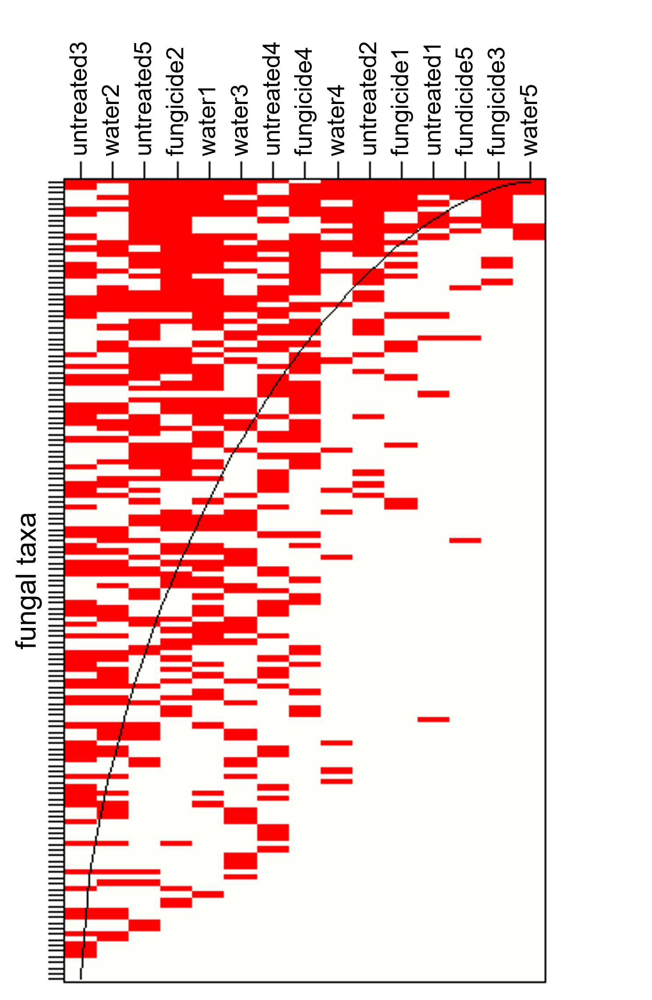 untreated3
water2
untreated5
fungicide2
water1
water3
untreated4
fungicide4
water4
untreated2
fungicide1
untreated1
fundicide5
fungicide3
water5
fungal taxa